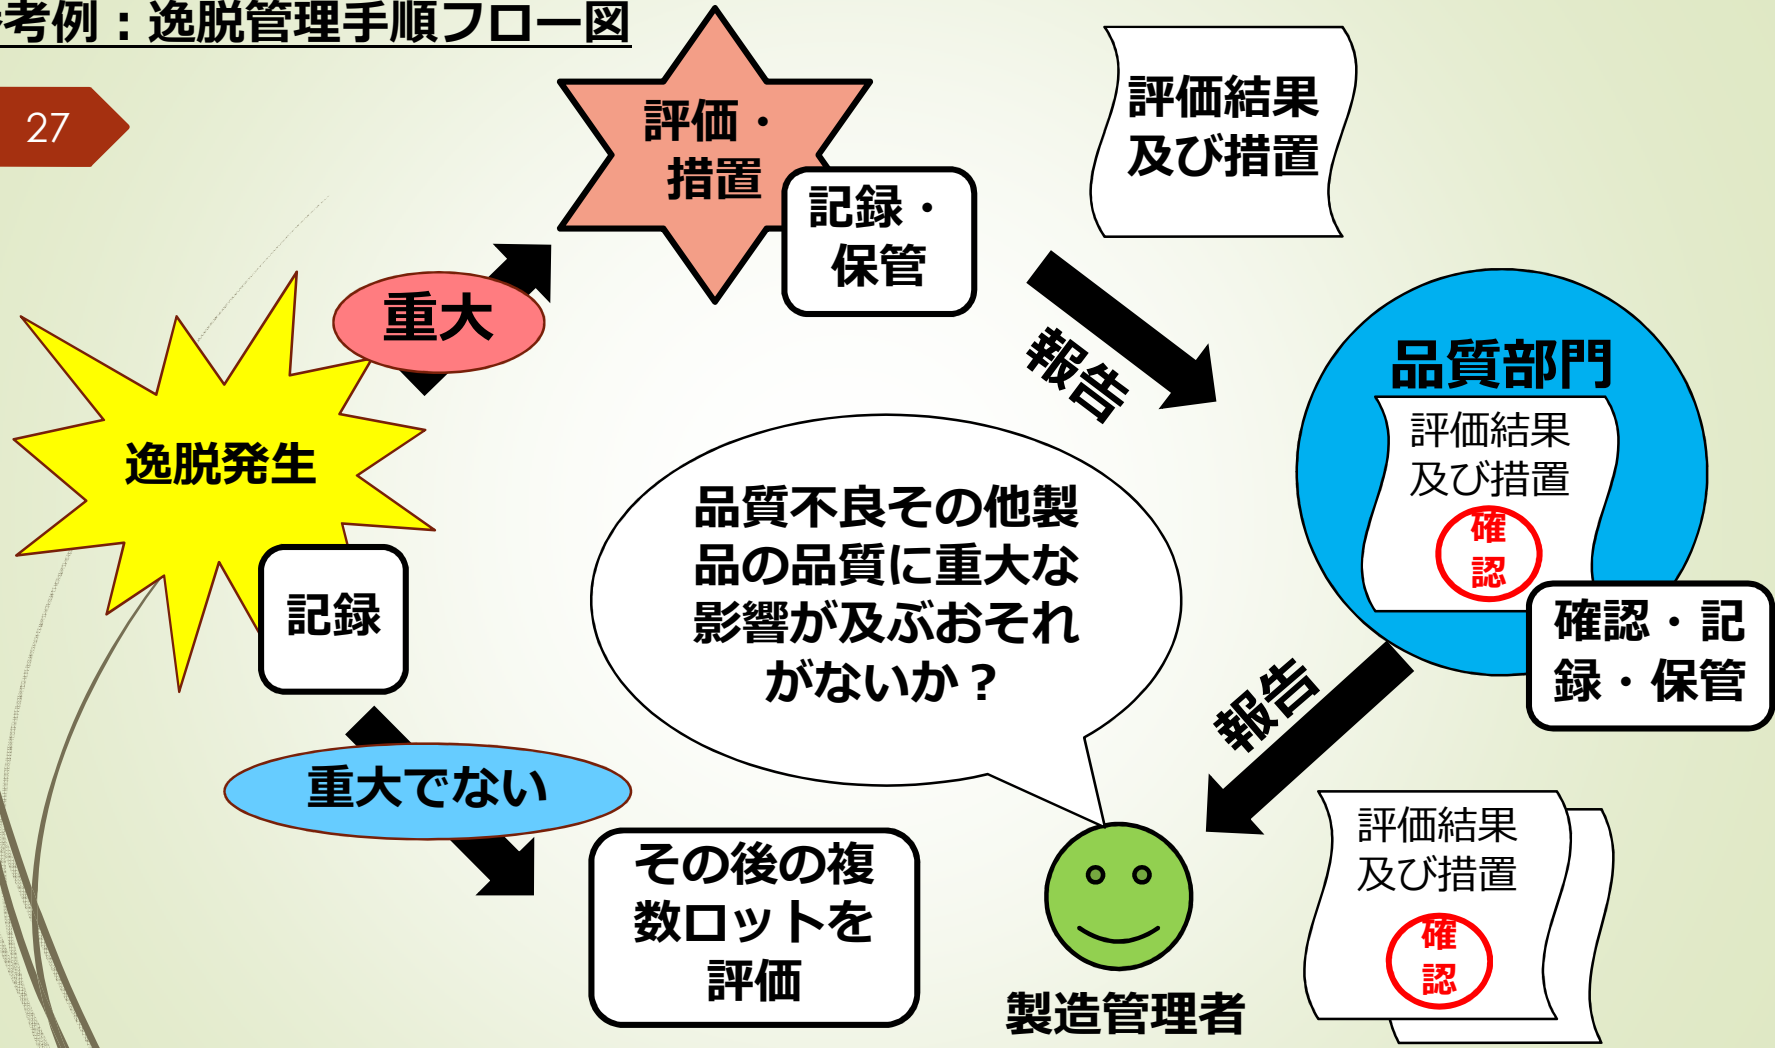 考例：逸脱管理手順フロー図
27
評価・
措置
記録・
保管
評価結果
及び措置
重大
報告
品質部門
評価結果
及び措置
確
認
確認・記
録・保管
逸脱発生
記録
品質不良その他製
品の品質に重大な
影響が及ぶおそれ
がないか？
報告
重大でない
その後の複
数ロットを
評価
製造管理者
評価結果
及び措置
確
認